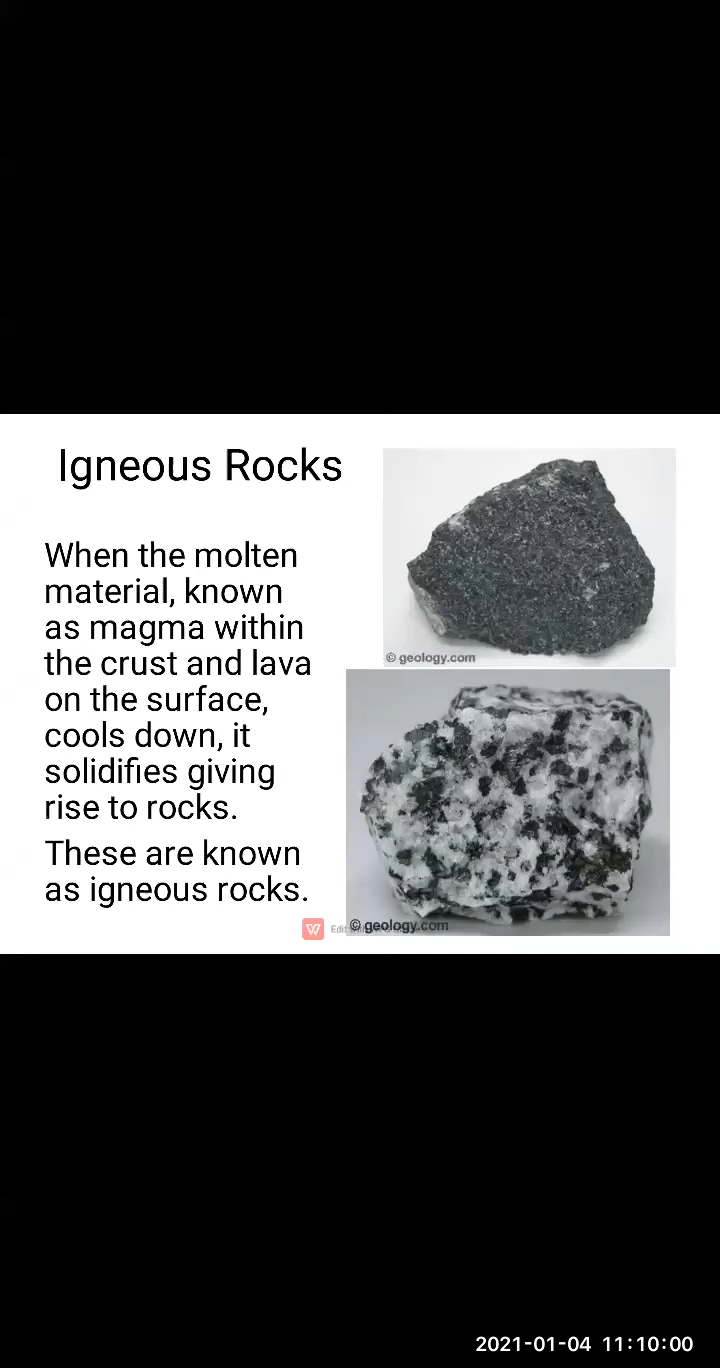 Igneous Rocks
When the molten
material, known
as magma within
the crust and lava
on the surface,
cools down, it
solidifies giving
rise to rocks.
These are known
as igneous rocks.
© geology.com
W Edit
© geology.com
2021-01-04 11:10:00